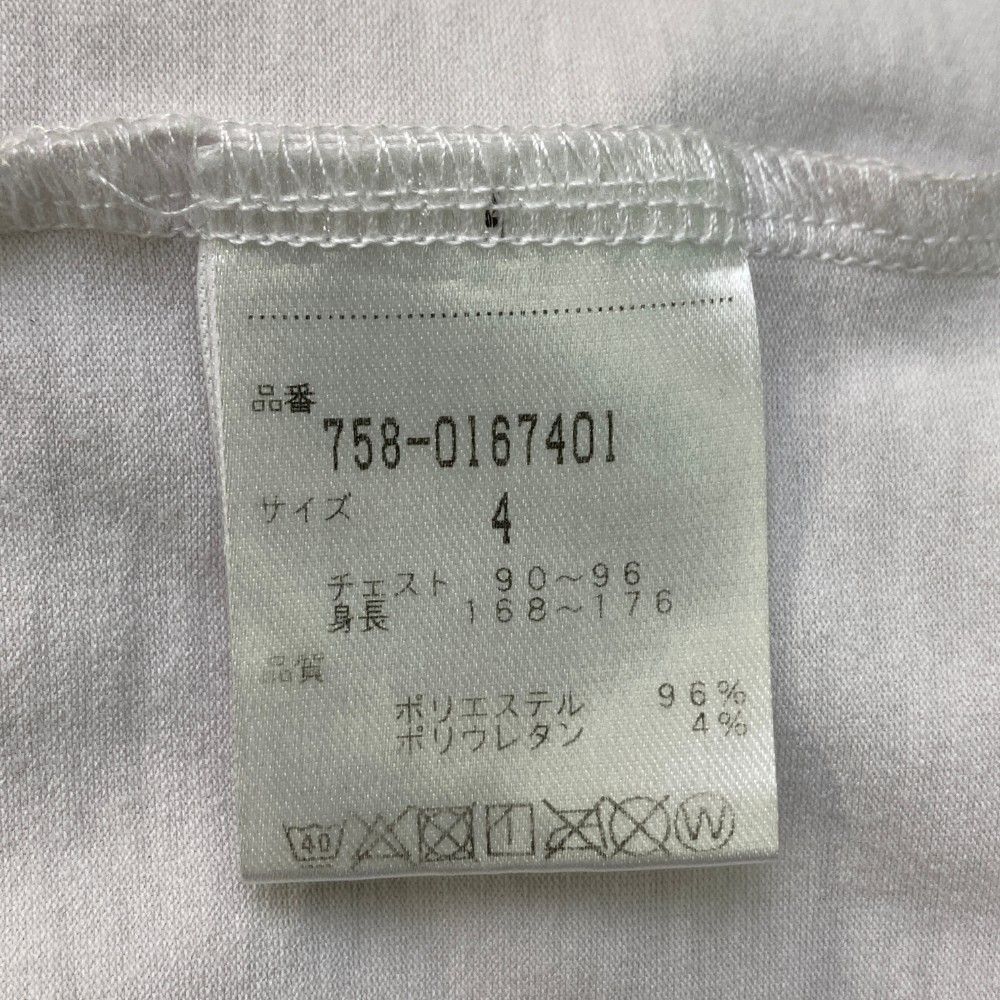 品番
758-0167401
サイズ 4
チェスト 90~96
身長 168~176
品質
ポリエステル 96%
ポリウレタン 4%
40 W